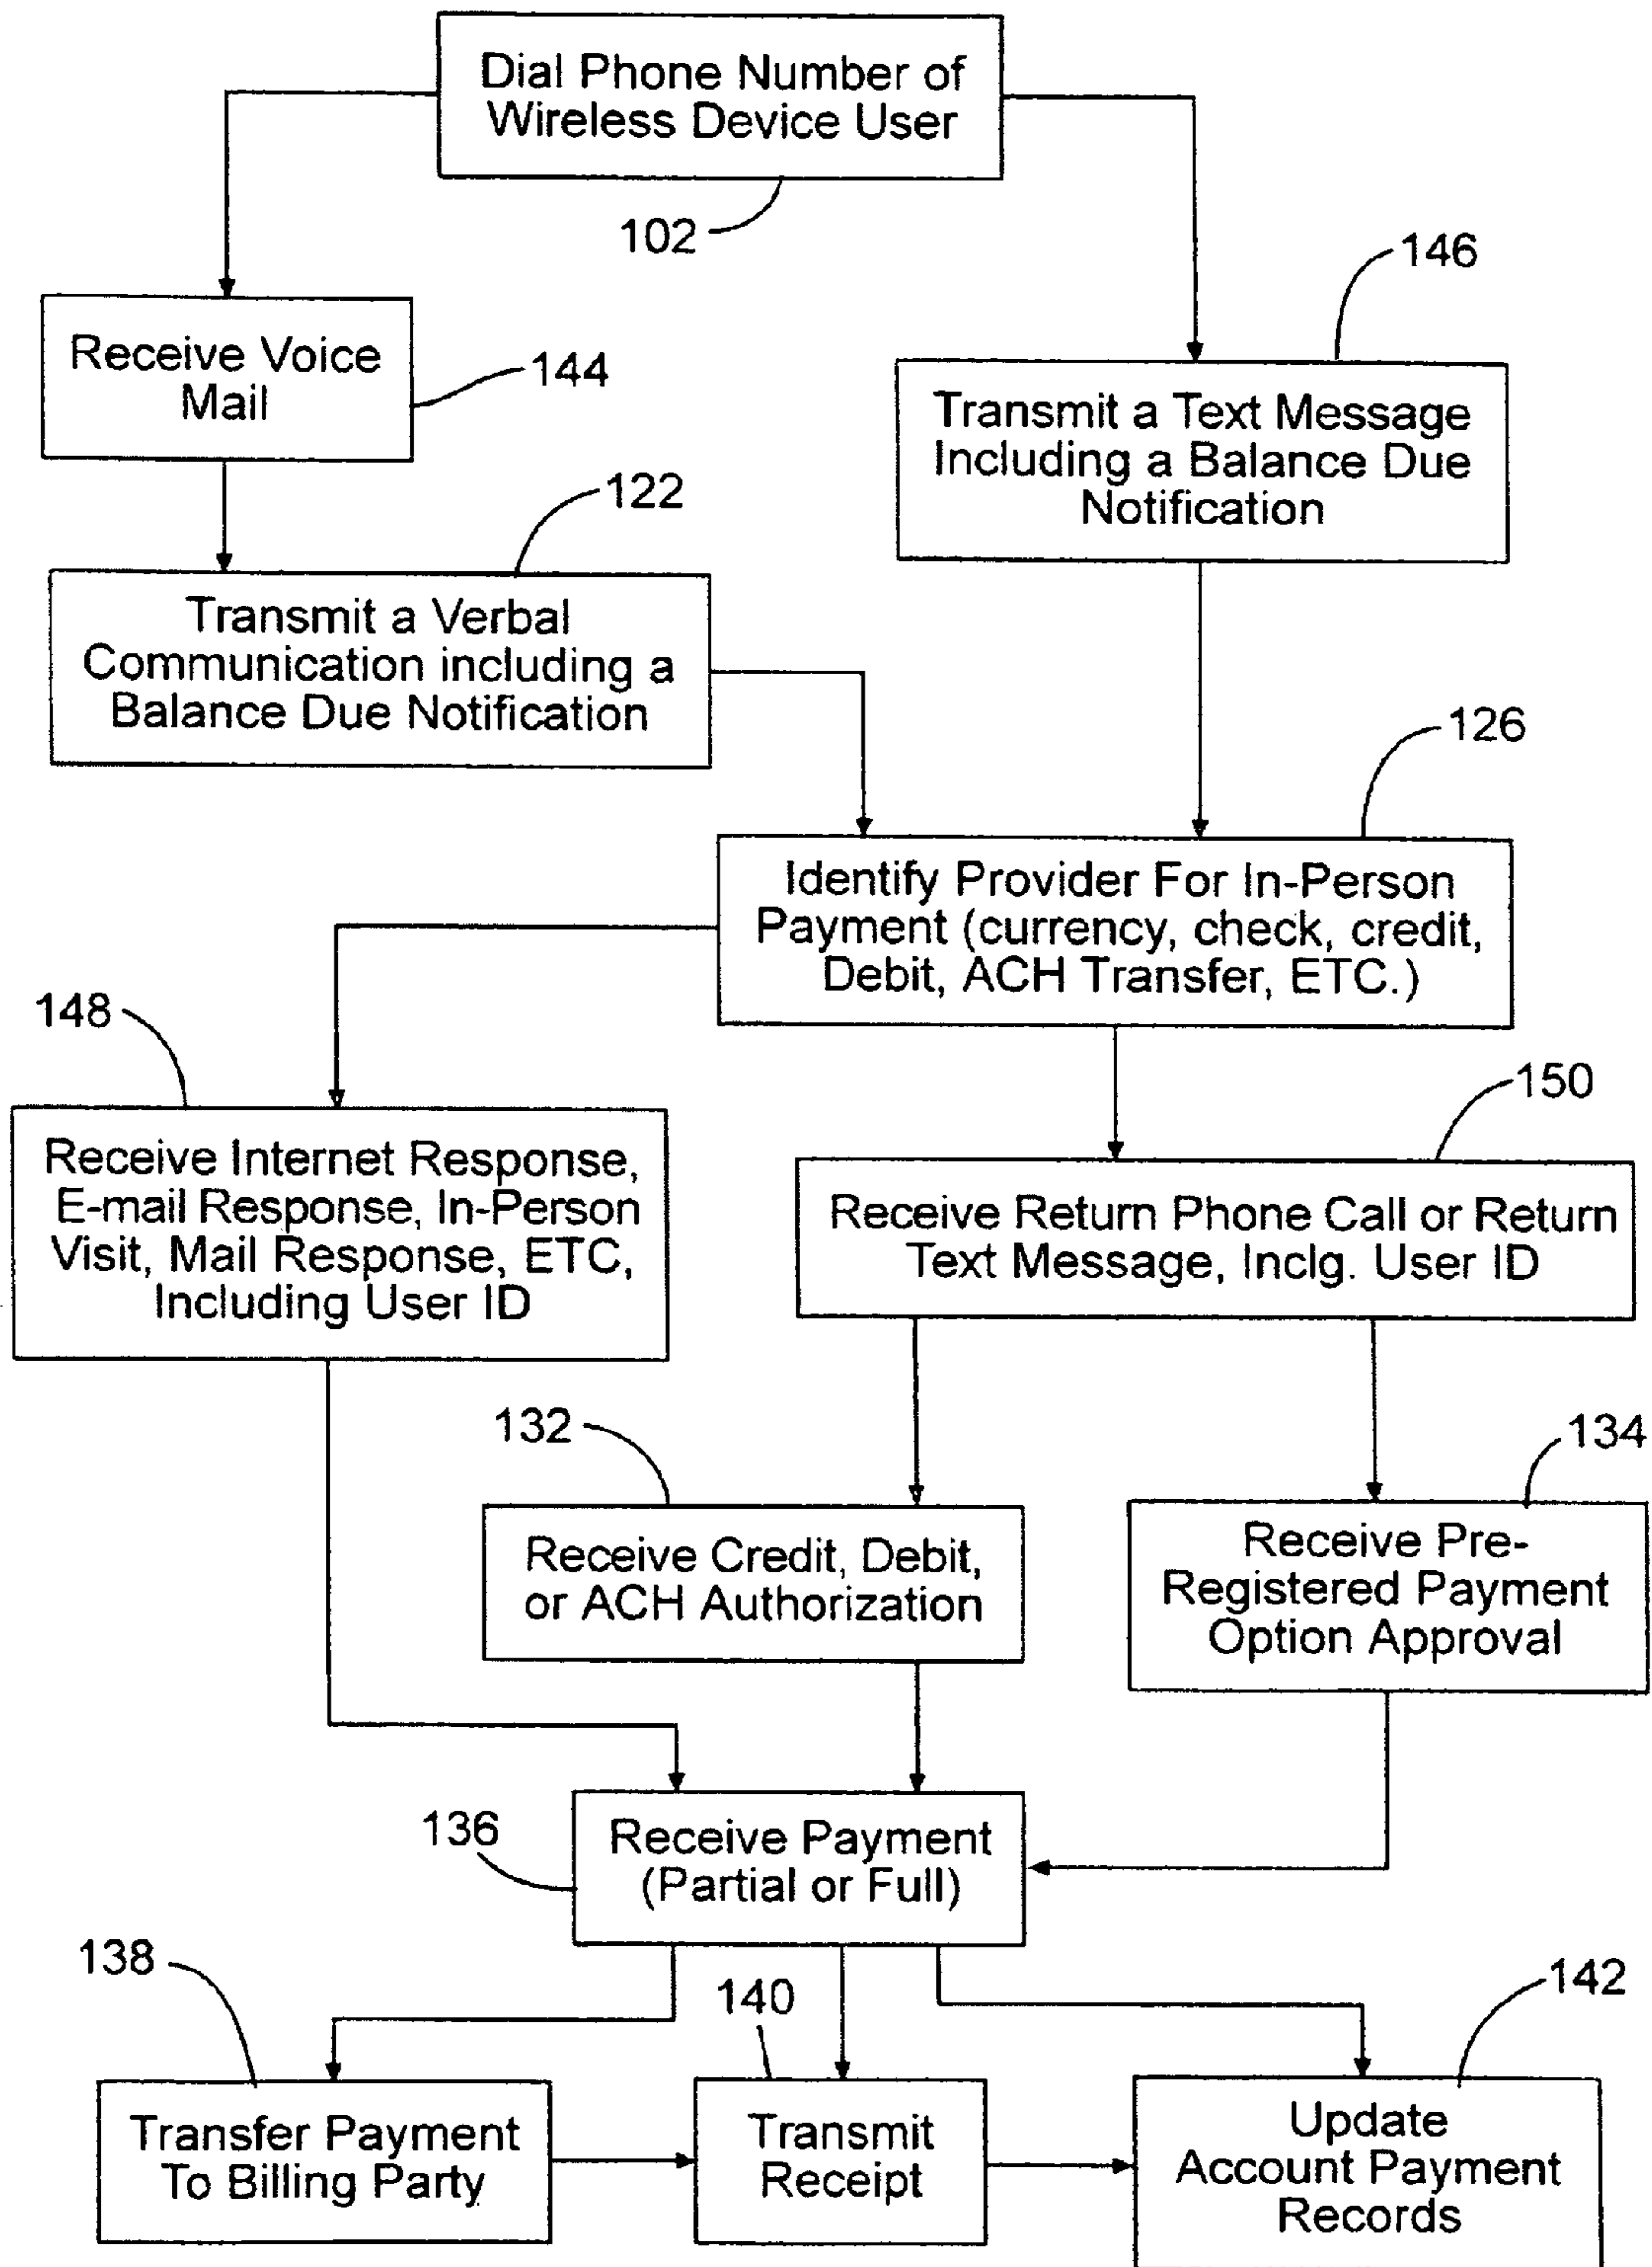 Dial Phone Number of
Wireless Device User
102
146
Receive Voice
Mail
144
Transmit a Text Message
Including a Balance Due
Notification
122
Transmit a Verbal
Communication including a
Balance Due Notification
126
Identify Provider For In-Person
Payment (currency, check, credit,
Debit, ACH Transfer, ETC.)
148
150
Receive Internet Response,
E-mail Response, In-Person
Visit, Mail Response, ETC,
Including User ID
Receive Return Phone Call or Return
Text Message, Inclg. User ID
132
134
Receive Credit, Debit,
or ACH Authorization
Receive Pre-
Registered Payment
Option Approval
136
Receive Payment
(Partial or Full)
138
140
142
Transfer Payment
To Billing Party
Transmit
Receipt
Update
Account Payment
Records